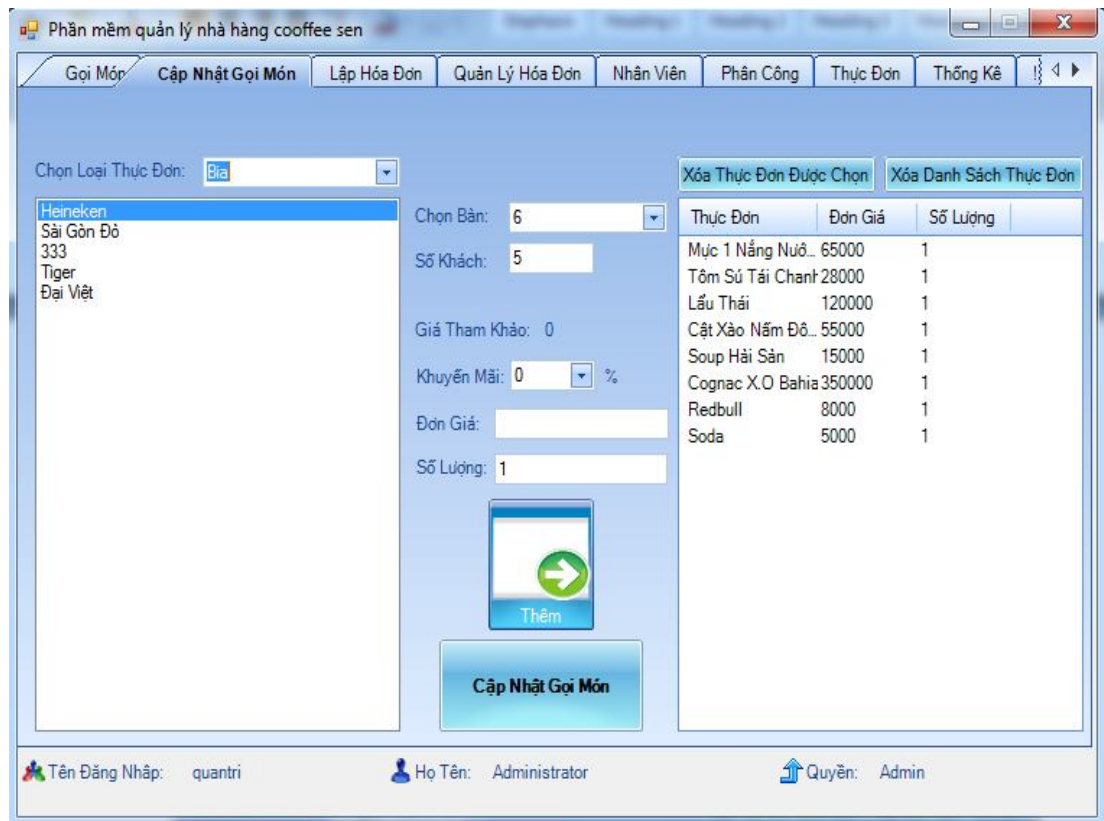 Phần mềm quản lý nhà hàng cooffee sen
Gọi Món Cập Nhật Gọi Món Lập Hóa Đơn Quản Lý Hóa Đơn Nhân Viên Phân Công Thực Đơn Thống Kê
Chọn Loại Thực Đơn: Bia
Heineken
Sài Gòn Đỏ
333
Tiger
Đại Việt
Chọn Bàn: 6
Số Khách: 5
Giá Tham Khảo: 0
Khuyến Mãi: 0 %
Đơn Giá:
Số Lượng: 1
Thêm
Cập Nhật Gọi Món
Xóa Thực Đơn Được Chọn Xóa Danh Sách Thực Đơn
Thực Đơn Đơn Giá Số Lượng
Mực 1 Nắng Nướ... 65000 1
Tôm Sú Tái Chanh 28000 1
Lẩu Thái 120000 1
Cật Xào Nấm Đô... 55000 1
Soup Hải Sản 15000 1
Cognac X.O Bahia 350000 1
Redbull 8000 1
Soda 5000 1
Tên Đăng Nhâp: quantri Họ Tên: Administrator Quyền: Admin